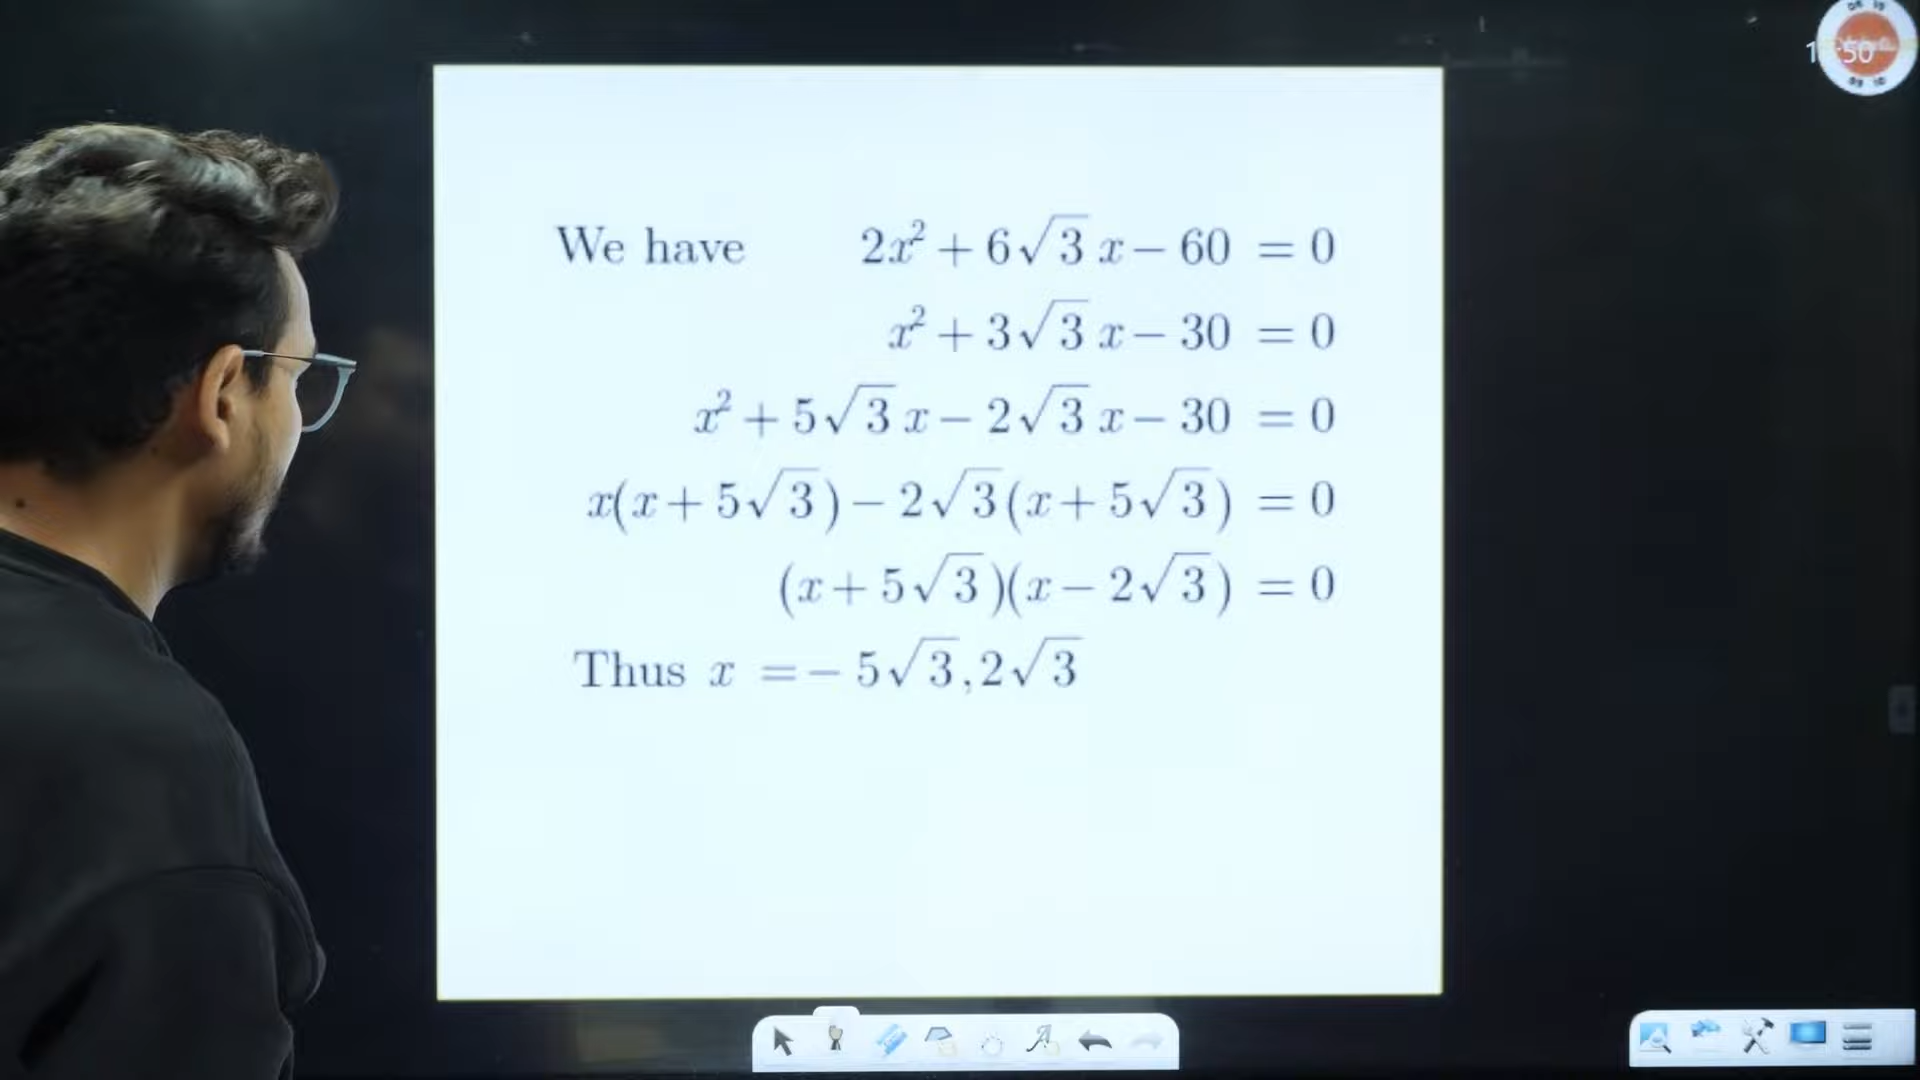 We have 2x² + 6√3 x − 60 = 0
x² + 3√3 x − 30 = 0
x² + 5√3 x − 2√3 x − 30 = 0
x(x + 5√3) − 2√3(x + 5√3) = 0
(x + 5√3)(x − 2√3) = 0
Thus x = − 5√3, 2√3